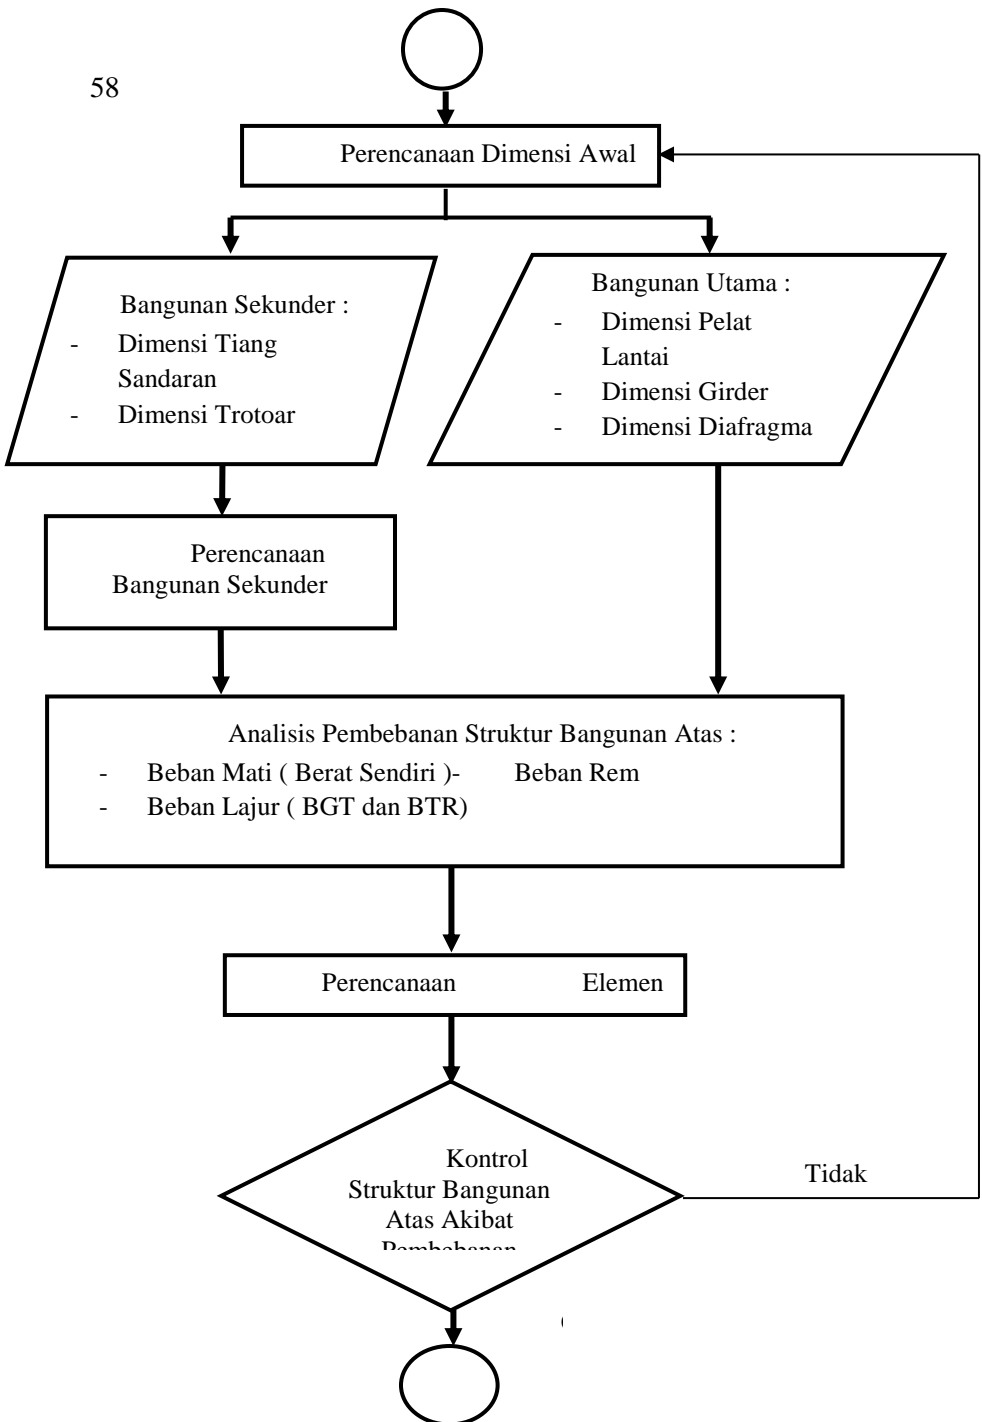 58
Perencanaan Dimensi Awal
Bangunan Sekunder :
- Dimensi Tiang
Sandaran
- Dimensi Trotoar
Bangunan Utama :
- Dimensi Pelat
Lantai
- Dimensi Girder
- Dimensi Diafragma
Perencanaan
Bangunan Sekunder
Analisis Pembebanan Struktur Bangunan Atas :
- Beban Mati ( Berat Sendiri )- Beban Rem
- Beban Lajur ( BGT dan BTR)
Perencanaan Elemen
Kontrol
Struktur Bangunan
Atas Akibat
Pembebanan
Tidak